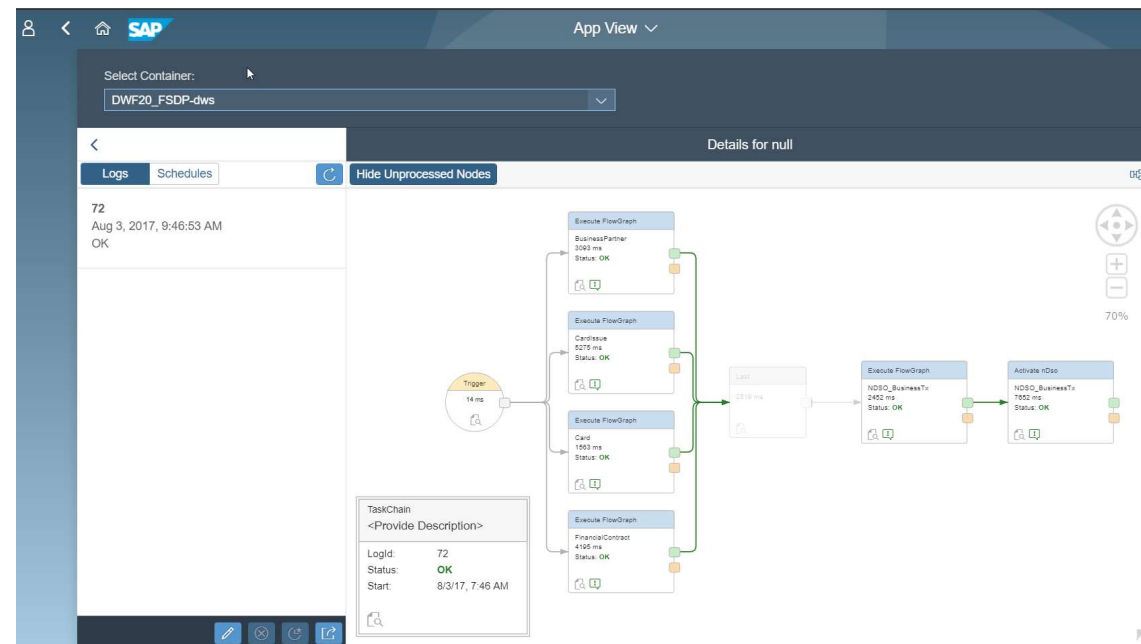 SAP
App View
Select Container:
DWF20_FSDP-dws
Details for null
Logs
Schedules
Hide Unprocessed Nodes
72
Aug 3, 2017, 9:46:53 AM
OK
Execute FlowGraph
BusinessPartner
3093 ms
Status: OK
Execute FlowGraph
CardIssue
5275 ms
Status: OK
Trigger
14 ms
Execute FlowGraph
Card
1563 ms
Status: OK
Execute FlowGraph
FinancialContract
4195 ms
Status: OK
Last
Execute FlowGraph
NDSO_BusinessTx
2452 ms
Status: OK
Activate nDso
NDSO_BusinessTx
7652 ms
Status: OK
70%
TaskChain
<Provide Description>
LogId: 72
Status: OK
Start: 8/3/17, 7:46 AM